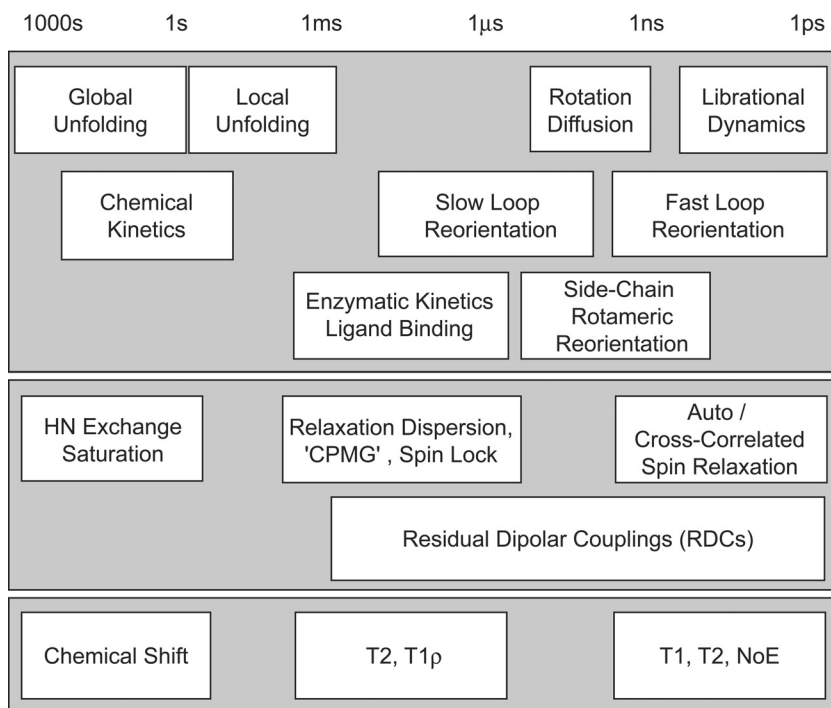 1000s 1s 1ms 1μs 1ns 1ps
Global
Unfolding
Local
Unfolding
Rotation
Diffusion
Librational
Dynamics
Chemical
Kinetics
Slow Loop
Reorientation
Fast Loop
Reorientation
Enzymatic Kinetics
Ligand Binding
Side-Chain
Rotameric
Reorientation
HN Exchange
Saturation
Relaxation Dispersion,
'CPMG' , Spin Lock
Auto /
Cross-Correlated
Spin Relaxation
Residual Dipolar Couplings (RDCs)
Chemical Shift
T2, T1ρ
T1, T2, NoE